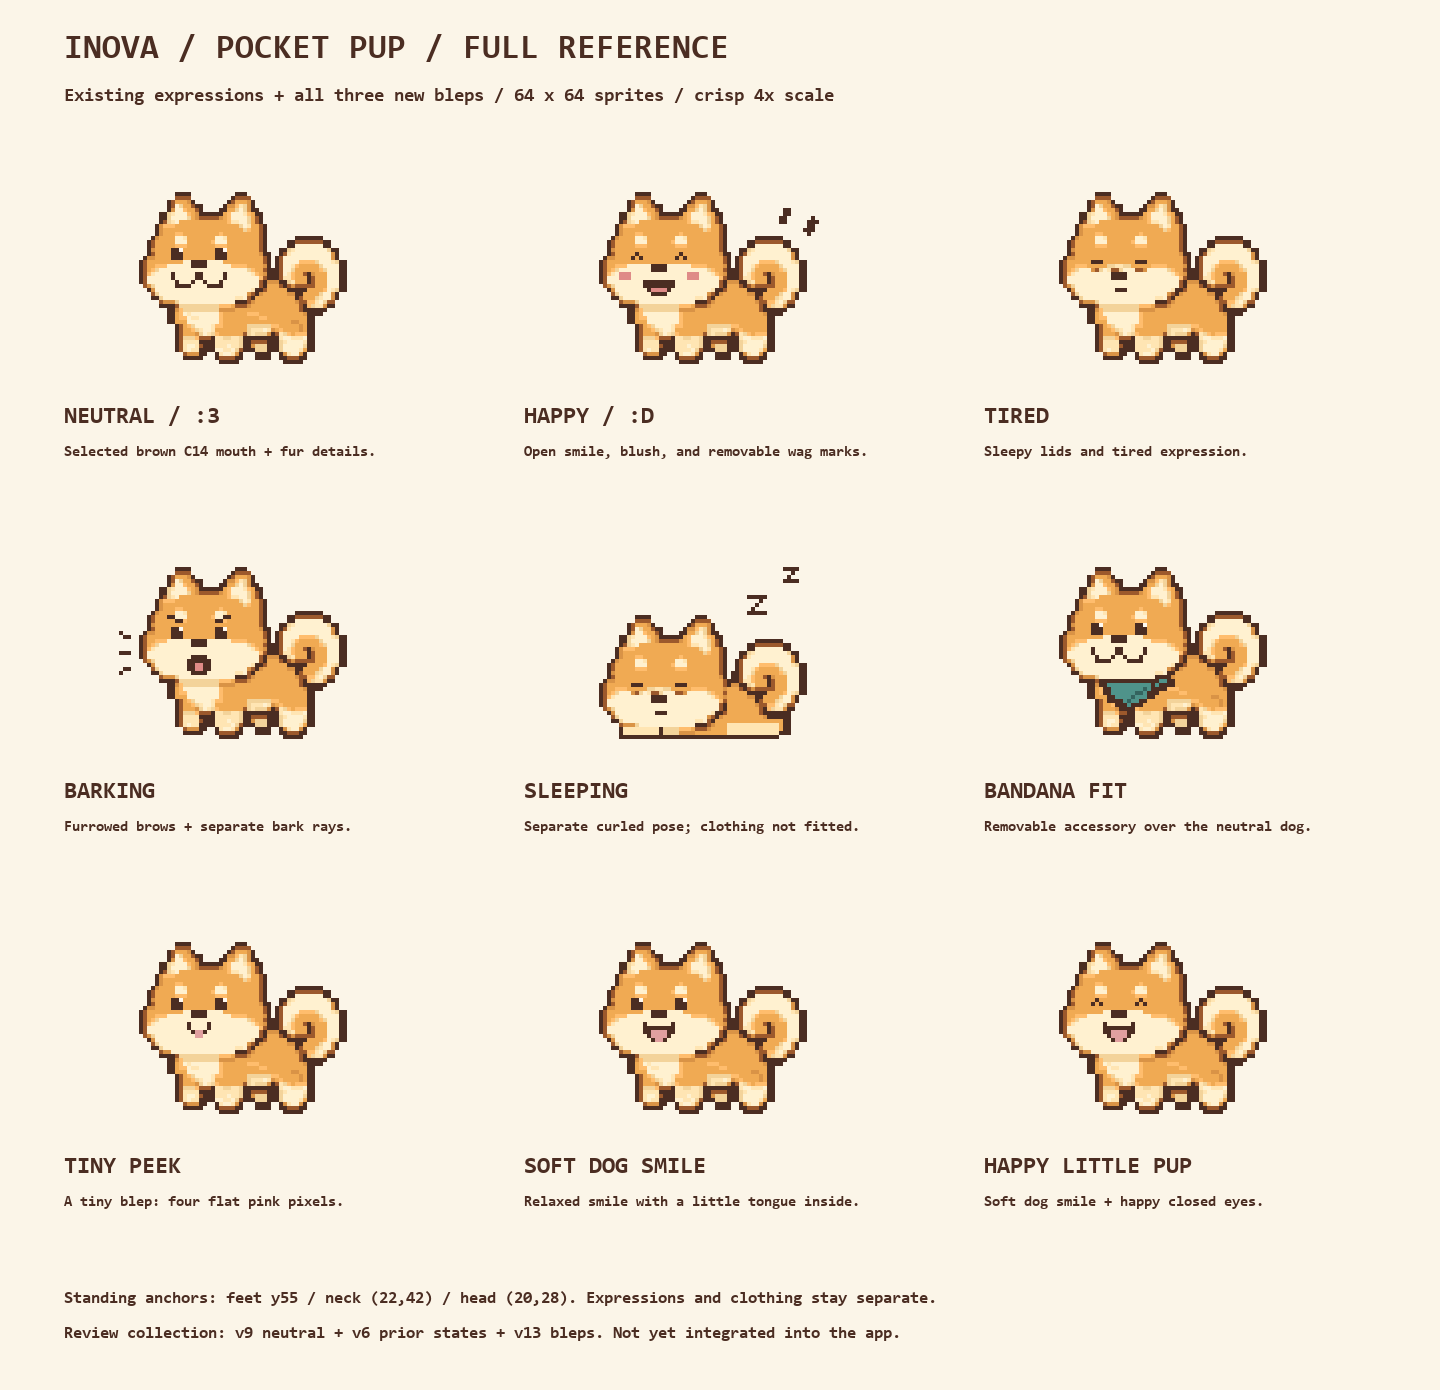 INOVA / POCKET PUP / FULL REFERENCE
Existing expressions + all three new bleps / 64 x 64 sprites / crisp 4x scale
NEUTRAL / :3
Selected brown C14 mouth + fur details.
HAPPY / :D
Open smile, blush, and removable wag marks.
TIRED
Sleepy lids and tired expression.
z
z
BARKING
Furrowed brows + separate bark rays.
SLEEPING
Separate curled pose; clothing not fitted.
BANDANA FIT
Removable accessory over the neutral dog.
TINY PEEK
A tiny blep: four flat pink pixels.
SOFT DOG SMILE
Relaxed smile with a little tongue inside.
HAPPY LITTLE PUP
Soft dog smile + happy closed eyes.
Standing anchors: feet y55 / neck (22,42) / head (20,28). Expressions and clothing stay separate.
Review collection: v9 neutral + v6 prior states + v13 bleps. Not yet integrated into the app.